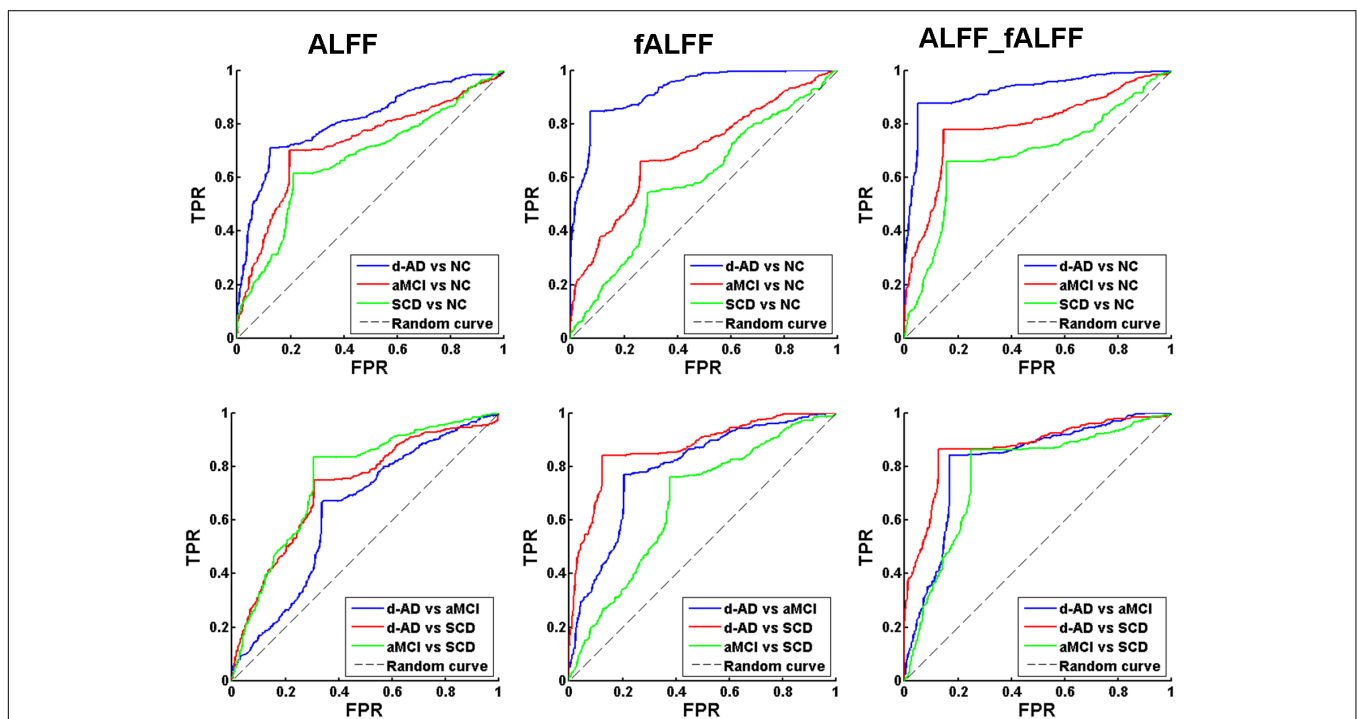 ALFF
fALFF
ALFF_fALFF
1
0.8
0.6
0.4
0.2
0
TPR
0 0.2 0.4 0.6 0.8 1
FPR
d-AD vs NC
aMCI vs NC
SCD vs NC
Random curve
1
0.8
0.6
0.4
0.2
0
TPR
0 0.2 0.4 0.6 0.8 1
FPR
d-AD vs NC
aMCI vs NC
SCD vs NC
Random curve
1
0.8
0.6
0.4
0.2
0
TPR
0 0.2 0.4 0.6 0.8 1
FPR
d-AD vs NC
aMCI vs NC
SCD vs NC
Random curve
1
0.8
0.6
0.4
0.2
0
TPR
0 0.2 0.4 0.6 0.8 1
FPR
d-AD vs aMCI
d-AD vs SCD
aMCI vs SCD
Random curve
1
0.8
0.6
0.4
0.2
0
TPR
0 0.2 0.4 0.6 0.8 1
FPR
d-AD vs aMCI
d-AD vs SCD
aMCI vs SCD
Random curve
1
0.8
0.6
0.4
0.2
0
TPR
0 0.2 0.4 0.6 0.8 1
FPR
d-AD vs aMCI
d-AD vs SCD
aMCI vs SCD
Random curve